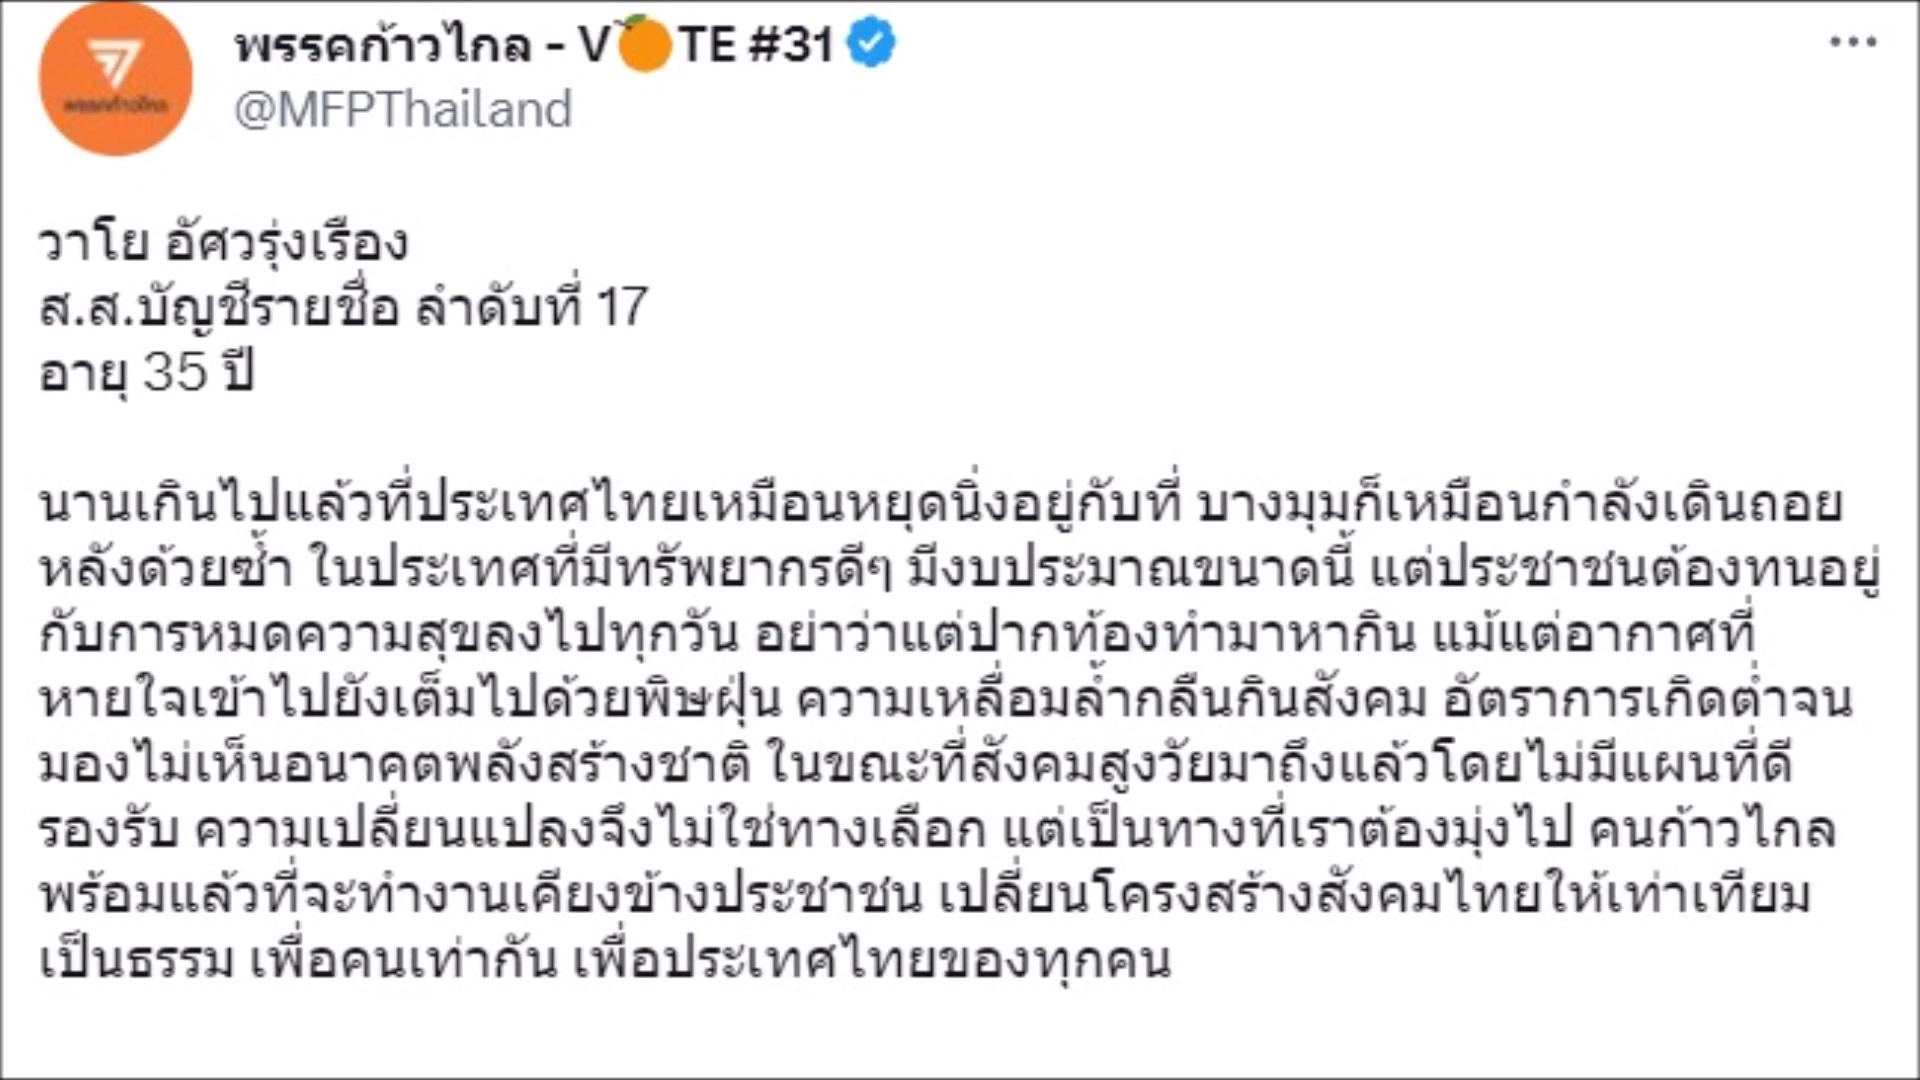 พรรคก้าวไกล - V🍊TE #31
@MFPThailand
พรรคก้าวไกล
วาโย อัศวรุ่งเรือง
ส.ส.บัญชีรายชื่อ ลำดับที่ 17
อายุ 35 ปี
นานเกินไปแล้วที่ประเทศไทยเหมือนหยุดนิ่งอยู่กับที่ บางมุมก็เหมือนกำลังเดินถอย
หลังด้วยซ้ำ ในประเทศที่มีทรัพยากรดีๆ มีงบประมาณขนาดนี้ แต่ประชาชนต้องทนอยู่
กับการหมดความสุขลงไปทุกวัน อย่าว่าแต่ปากท้องทำมาหากิน แม้แต่อากาศที่
หายใจเข้าไปยังเต็มไปด้วยพิษฝุ่น ความเหลื่อมล้ำกลืนกินสังคม อัตราการเกิดต่ำจน
มองไม่เห็นอนาคตพลังสร้างชาติ ในขณะที่สังคมสูงวัยมาถึงแล้วโดยไม่มีแผนที่ดี
รองรับ ความเปลี่ยนแปลงจึงไม่ใช่ทางเลือก แต่เป็นทางที่เราต้องมุ่งไป คนก้าวไกล
พร้อมแล้วที่จะทำงานเคียงข้างประชาชน เปลี่ยนโครงสร้างสังคมไทยให้เท่าเทียม
เป็นธรรม เพื่อคนเท่ากัน เพื่อประเทศไทยของทุกคน